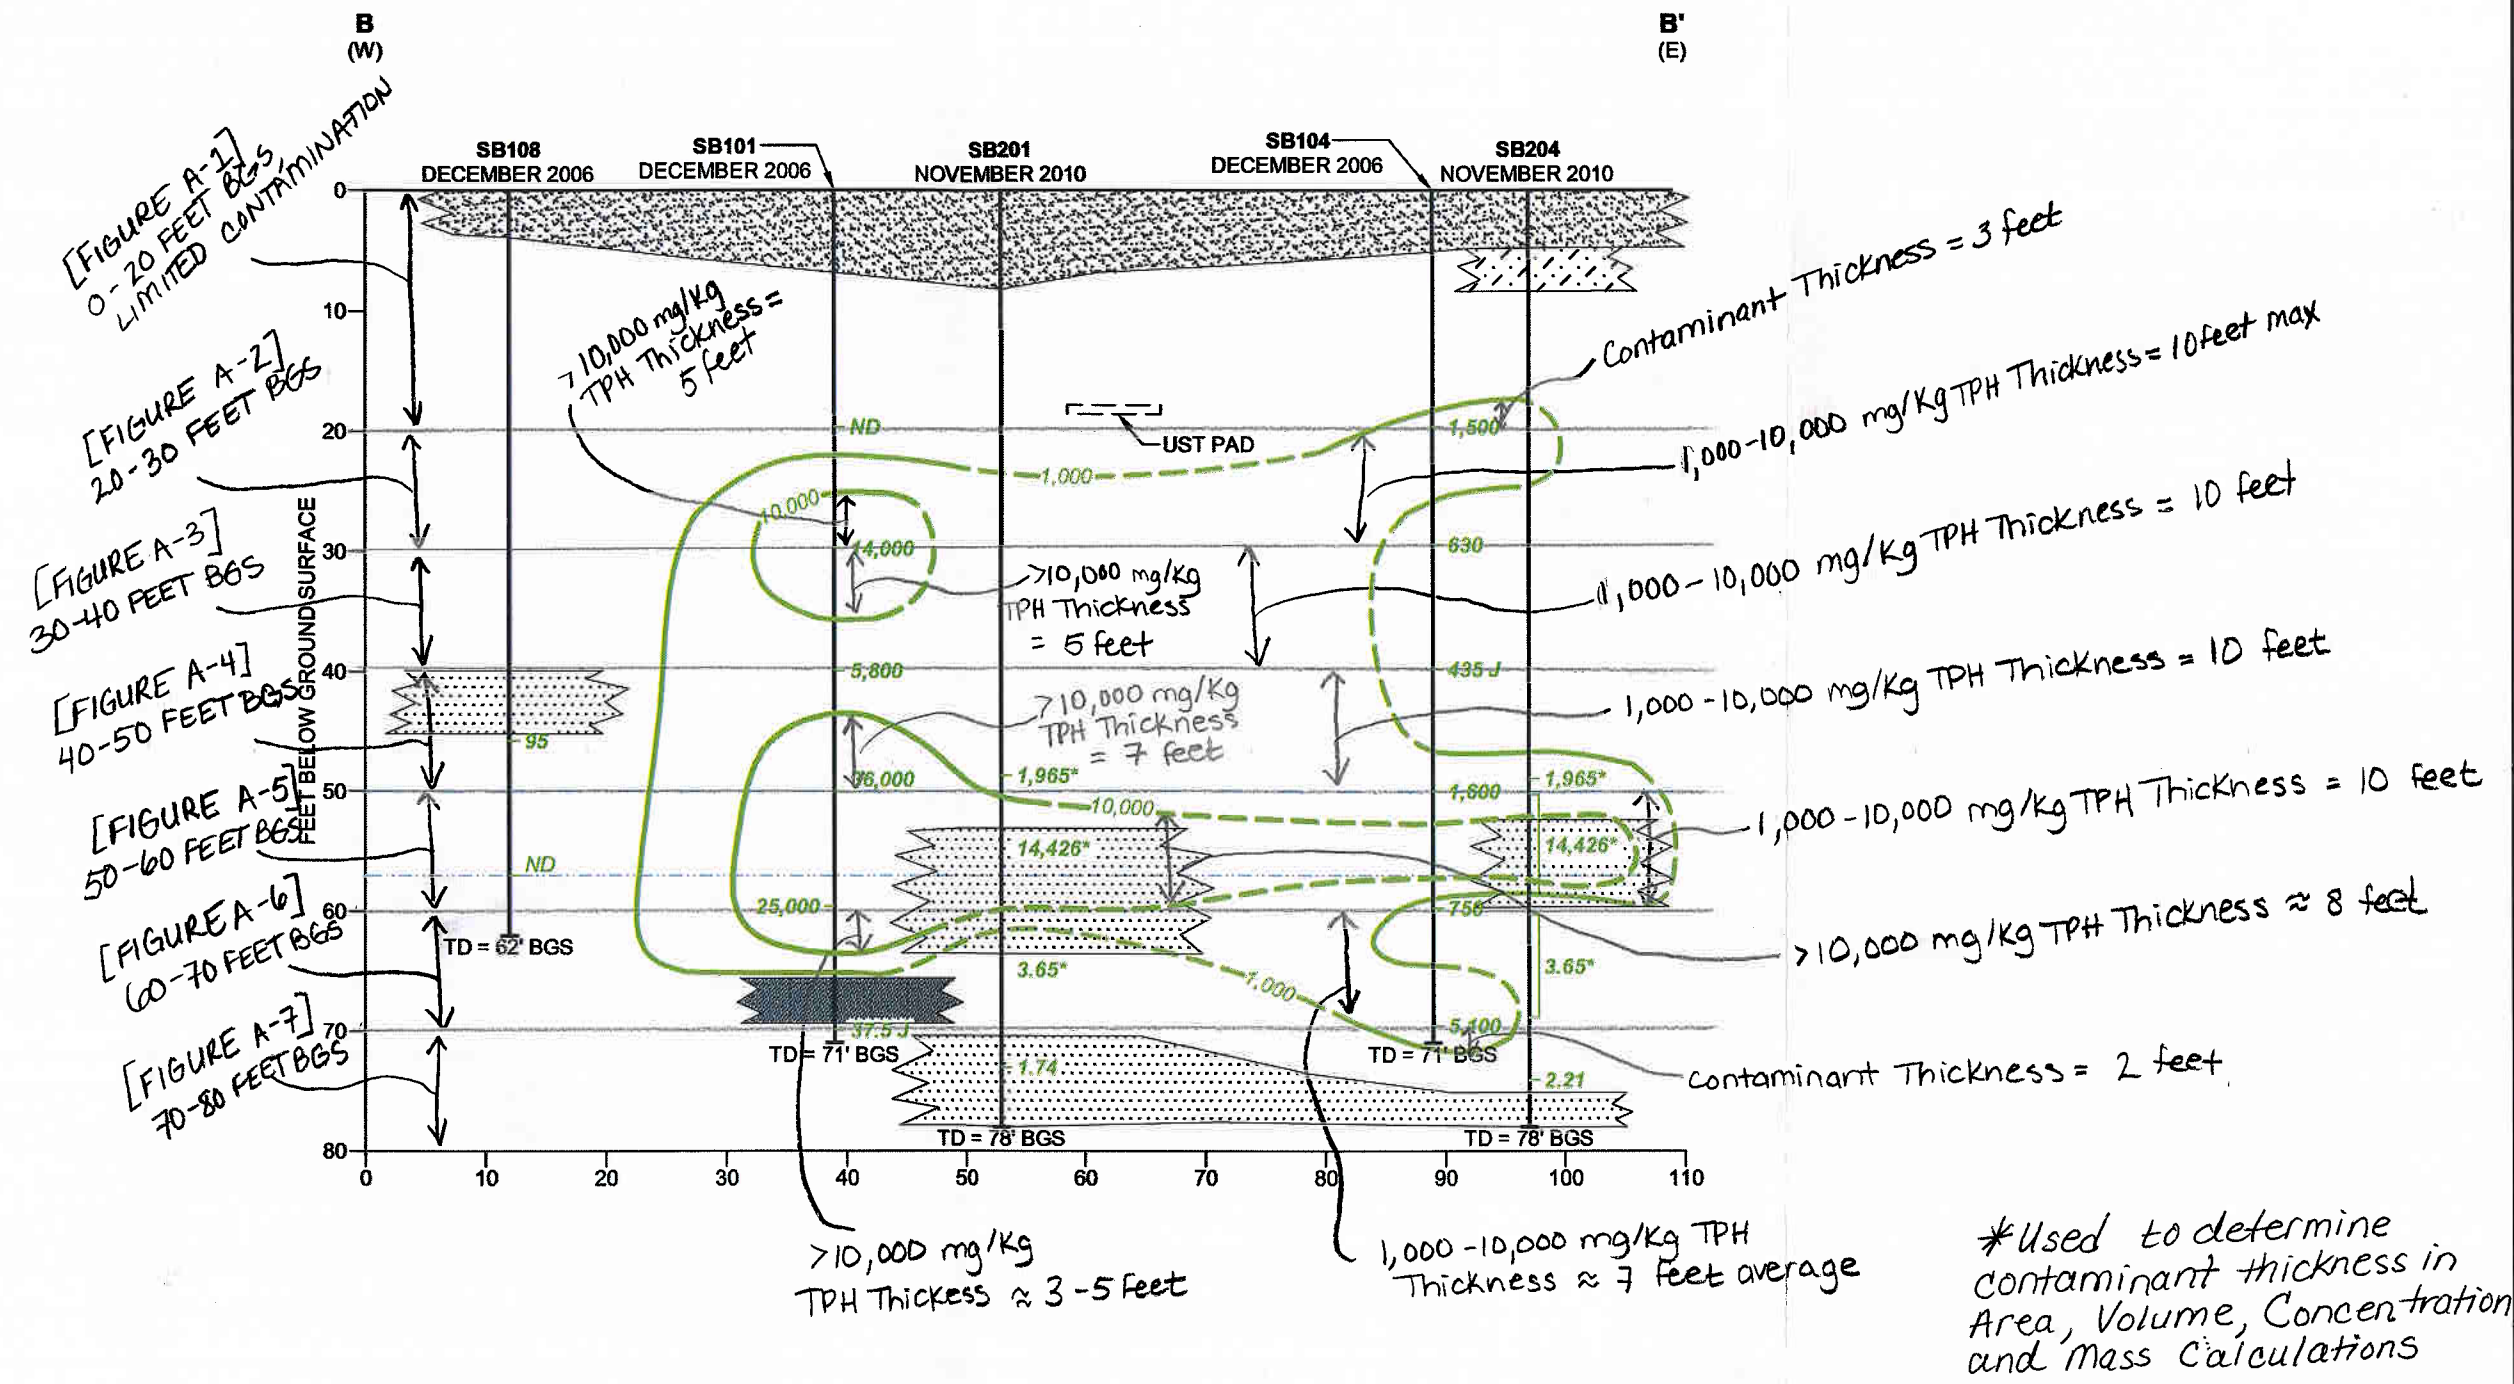 B
(W)
B'
(E)
SB108
DECEMBER 2006
SB101
DECEMBER 2006
SB201
NOVEMBER 2010
SB104
DECEMBER 2006
SB204
NOVEMBER 2010
[FIGURE A-1]
0-20 FEET BGS,
LIMITED CONTAMINATION
[FIGURE A-2]
20-30 FEET BGS
[FIGURE A-3]
30-40 FEET BGS
[FIGURE A-4]
40-50 FEET BGS
[FIGURE A-5]
50-60 FEET BGS
[FIGURE A-6]
60-70 FEET BGS
[FIGURE A-7]
70-80 FEET BGS
FEET BELOW GROUND SURFACE
0
10
20
30
40
50
60
70
80
>10,000 mg/Kg
TPH Thickness =
5 feet
Contaminant Thickness = 3 feet
1,000-10,000 mg/Kg TPH Thickness = 10 feet max
ND
1,500
UST PAD
1,000
10,000
14,000
630
>10,000 mg/Kg
TPH Thickness
= 5 feet
1,000-10,000 mg/Kg TPH Thickness = 10 feet
5,800
435 J
>10,000 mg/Kg
TPH Thickness
= 7 feet
1,000-10,000 mg/Kg TPH Thickness = 10 feet
95
36,000
1,965*
1,600
1,965*
10,000
1,000-10,000 mg/Kg TPH Thickness = 10 feet
14,426*
14,426*
ND
25,000
750
>10,000 mg/Kg TPH Thickness ≈ 8 feet
TD = 62' BGS
3.65*
3.65*
1,000
37.5 J
5,100
TD = 71' BGS
TD = 71' BGS
1.74
2.21
Contaminant Thickness = 2 feet
TD = 78' BGS
TD = 78' BGS
0 10 20 30 40 50 60 70 80 90 100 110
>10,000 mg/Kg
TPH Thickess ≈ 3-5 feet
1,000-10,000 mg/Kg TPH
Thickness ≈ 7 feet average
*Used to determine
contaminant thickness in
Area, Volume, Concentration
and Mass Calculations